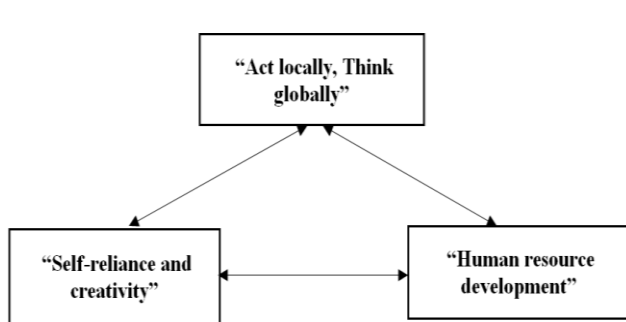 “Act locally, Think
globally”
“Self-reliance and
creativity”
“Human resource
development”